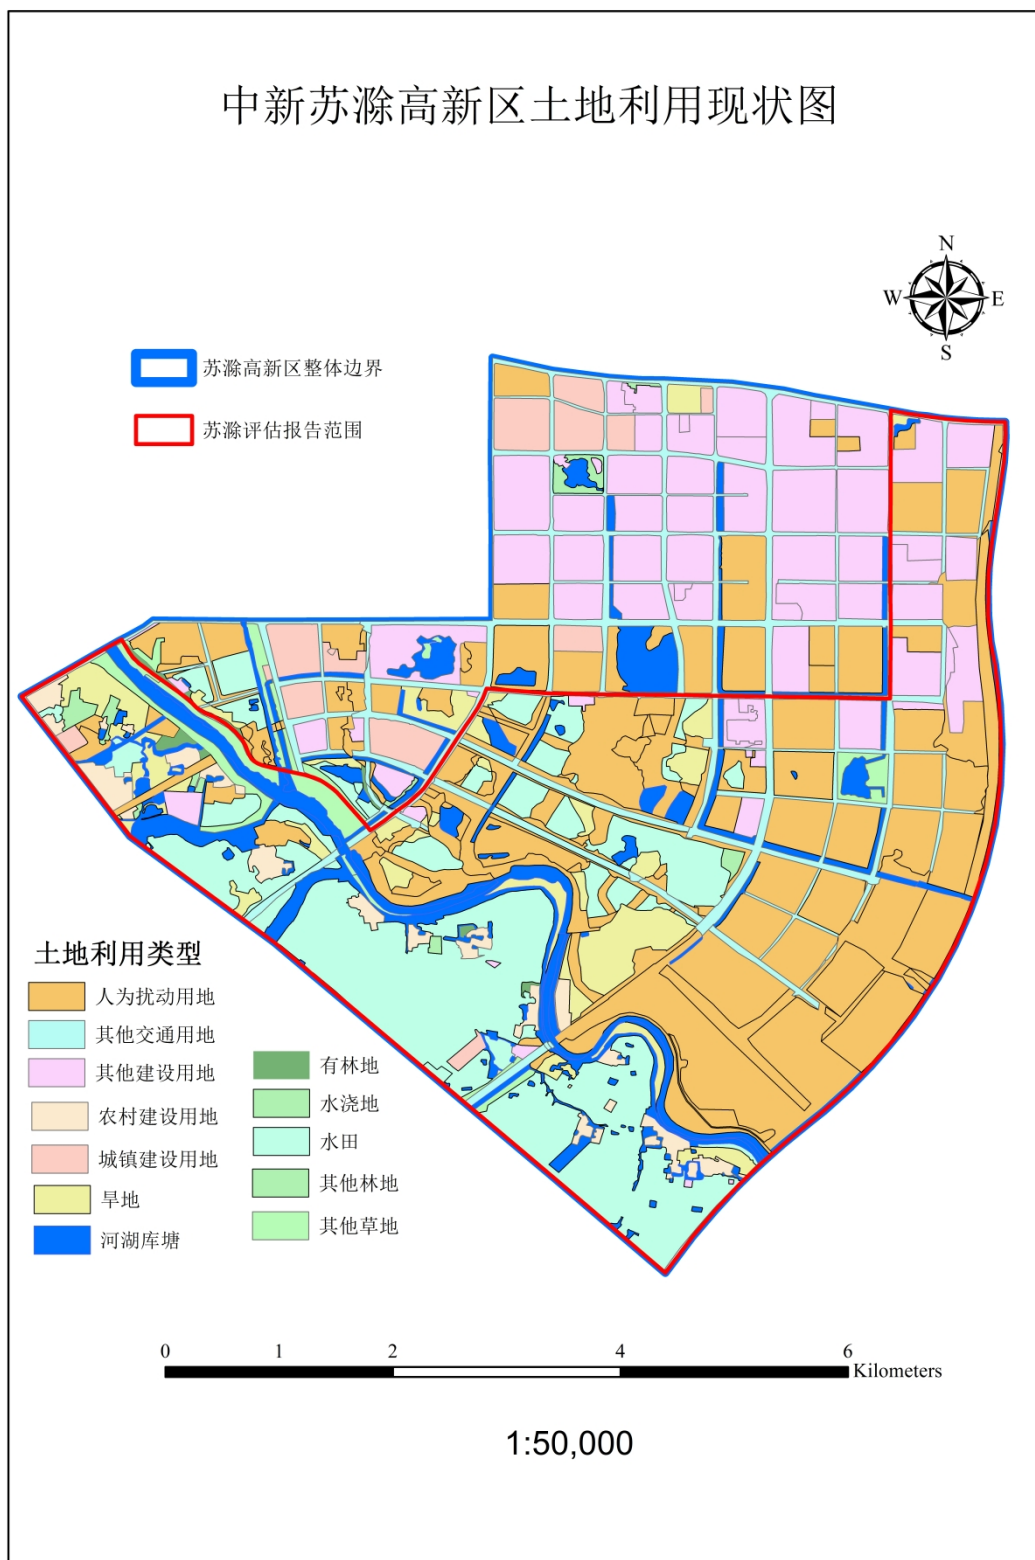 中新苏滁高新区土地利用现状图
N
W
E
S
苏滁高新区整体边界
苏滁评估报告范围
土地利用类型
人为扰动用地
其他交通用地
其他建设用地
农村建设用地
城镇建设用地
旱地
河湖库塘
有林地
水浇地
水田
其他林地
其他草地
0 1 2 4 6
Kilometers
1:50,000